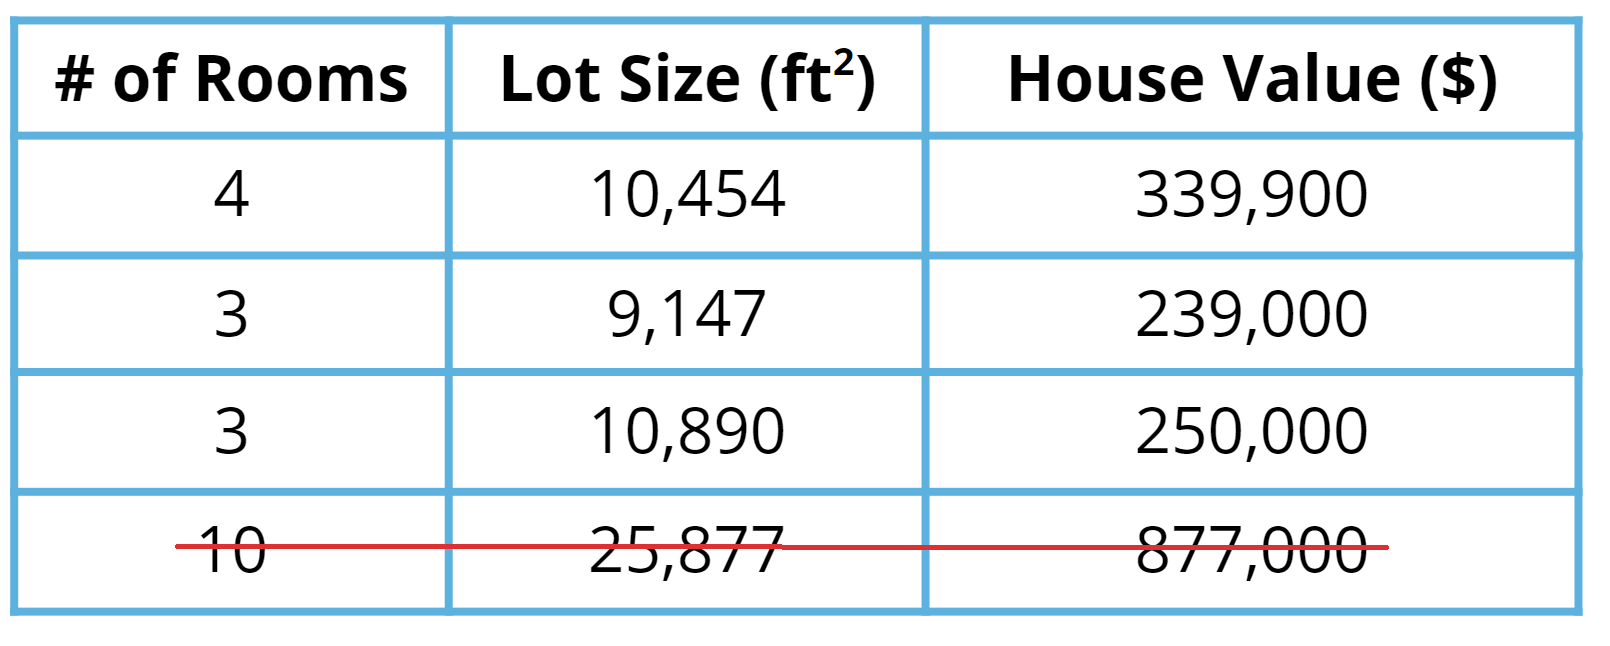 # of Rooms Lot Size (ft²) House Value ($)
4 10,454 339,900
3 9,147 239,000
3 10,890 250,000
10 25,877 877,000